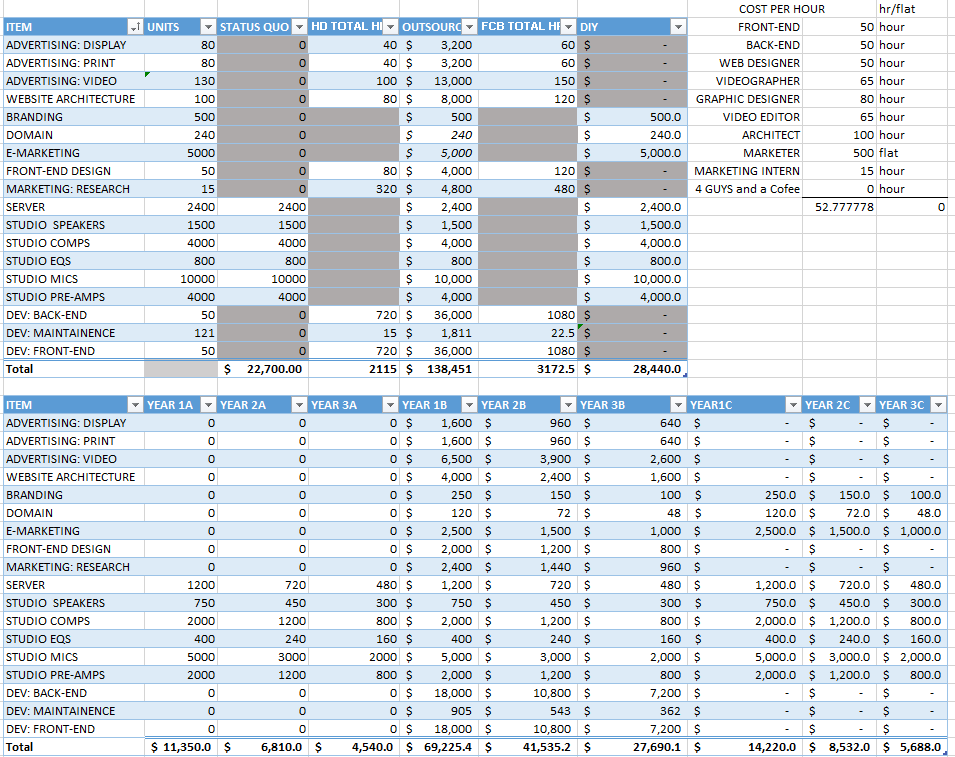 COST PER HOUR hr/flat
ITEM UNITS STATUS QUO HD TOTAL H OUTSOURC FCB TOTAL HF DIY FRONT-END 50 hour
ADVERTISING: DISPLAY 80 0 40 $ 3,200 60 $ - BACK-END 50 hour
ADVERTISING: PRINT 80 0 40 $ 3,200 60 $ - WEB DESIGNER 50 hour
ADVERTISING: VIDEO 130 0 100 $ 13,000 150 $ - VIDEOGRAPHER 65 hour
WEBSITE ARCHITECTURE 100 0 80 $ 8,000 120 $ - GRAPHIC DESIGNER 80 hour
BRANDING 500 0 $ 500 $ 500.0 VIDEO EDITOR 65 hour
DOMAIN 240 0 $ 240 $ 240.0 ARCHITECT 100 hour
E-MARKETING 5000 0 $ 5,000 $ 5,000.0 MARKETER 500 flat
FRONT-END DESIGN 50 0 80 $ 4,000 120 $ - MARKETING INTERN 15 hour
MARKETING: RESEARCH 15 0 320 $ 4,800 480 $ - 4 GUYS and a Cofee 0 hour
SERVER 2400 2400 $ 2,400 $ 2,400.0 52.777778 0
STUDIO SPEAKERS 1500 1500 $ 1,500 $ 1,500.0
STUDIO COMPS 4000 4000 $ 4,000 $ 4,000.0
STUDIO EQS 800 800 $ 800 $ 800.0
STUDIO MICS 10000 10000 $ 10,000 $ 10,000.0
STUDIO PRE-AMPS 4000 4000 $ 4,000 $ 4,000.0
DEV: BACK-END 50 0 720 $ 36,000 1080 $ -
DEV: MAINTAINENCE 121 0 15 $ 1,811 22.5 $ -
DEV: FRONT-END 50 0 720 $ 36,000 1080 $ -
Total $ 22,700.00 2115 $ 138,451 3172.5 $ 28,440.0
ITEM YEAR 1A YEAR 2A YEAR 3A YEAR 1B YEAR 2B YEAR 3B YEAR1C YEAR 2C YEAR 3C
ADVERTISING: DISPLAY 0 0 0 $ 1,600 $ 960 $ 640 $ - $ - $ -
ADVERTISING: PRINT 0 0 0 $ 1,600 $ 960 $ 640 $ - $ - $ -
ADVERTISING: VIDEO 0 0 0 $ 6,500 $ 3,900 $ 2,600 $ - $ - $ -
WEBSITE ARCHITECTURE 0 0 0 $ 4,000 $ 2,400 $ 1,600 $ - $ - $ -
BRANDING 0 0 0 $ 250 $ 150 $ 100 $ 250.0 $ 150.0 $ 100.0
DOMAIN 0 0 0 $ 120 $ 72 $ 48 $ 120.0 $ 72.0 $ 48.0
E-MARKETING 0 0 0 $ 2,500 $ 1,500 $ 1,000 $ 2,500.0 $ 1,500.0 $ 1,000.0
FRONT-END DESIGN 0 0 0 $ 2,000 $ 1,200 $ 800 $ - $ - $ -
MARKETING: RESEARCH 0 0 0 $ 2,400 $ 1,440 $ 960 $ - $ - $ -
SERVER 1200 720 480 $ 1,200 $ 720 $ 480 $ 1,200.0 $ 720.0 $ 480.0
STUDIO SPEAKERS 750 450 300 $ 750 $ 450 $ 300 $ 750.0 $ 450.0 $ 300.0
STUDIO COMPS 2000 1200 800 $ 2,000 $ 1,200 $ 800 $ 2,000.0 $ 1,200.0 $ 800.0
STUDIO EQS 400 240 160 $ 400 $ 240 $ 160 $ 400.0 $ 240.0 $ 160.0
STUDIO MICS 5000 3000 2000 $ 5,000 $ 3,000 $ 2,000 $ 5,000.0 $ 3,000.0 $ 2,000.0
STUDIO PRE-AMPS 2000 1200 800 $ 2,000 $ 1,200 $ 800 $ 2,000.0 $ 1,200.0 $ 800.0
DEV: BACK-END 0 0 0 $ 18,000 $ 10,800 $ 7,200 $ - $ - $ -
DEV: MAINTAINENCE 0 0 0 $ 905 $ 543 $ 362 $ - $ - $ -
DEV: FRONT-END 0 0 0 $ 18,000 $ 10,800 $ 7,200 $ - $ - $ -
Total $ 11,350.0 $ 6,810.0 $ 4,540.0 $ 69,225.4 $ 41,535.2 $ 27,690.1 $ 14,220.0 $ 8,532.0 $ 5,688.0